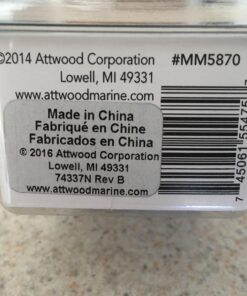 ©2014 Attwood Corporation #MM5870
Lowell, MI 49331
www.attwoodmarine.com
Made in China
Fabriqué en Chine
Fabricados en China
© 2016 Attwood Corporation
Lowell, MI 49331
74337N Rev B
www.attwoodmarine.com